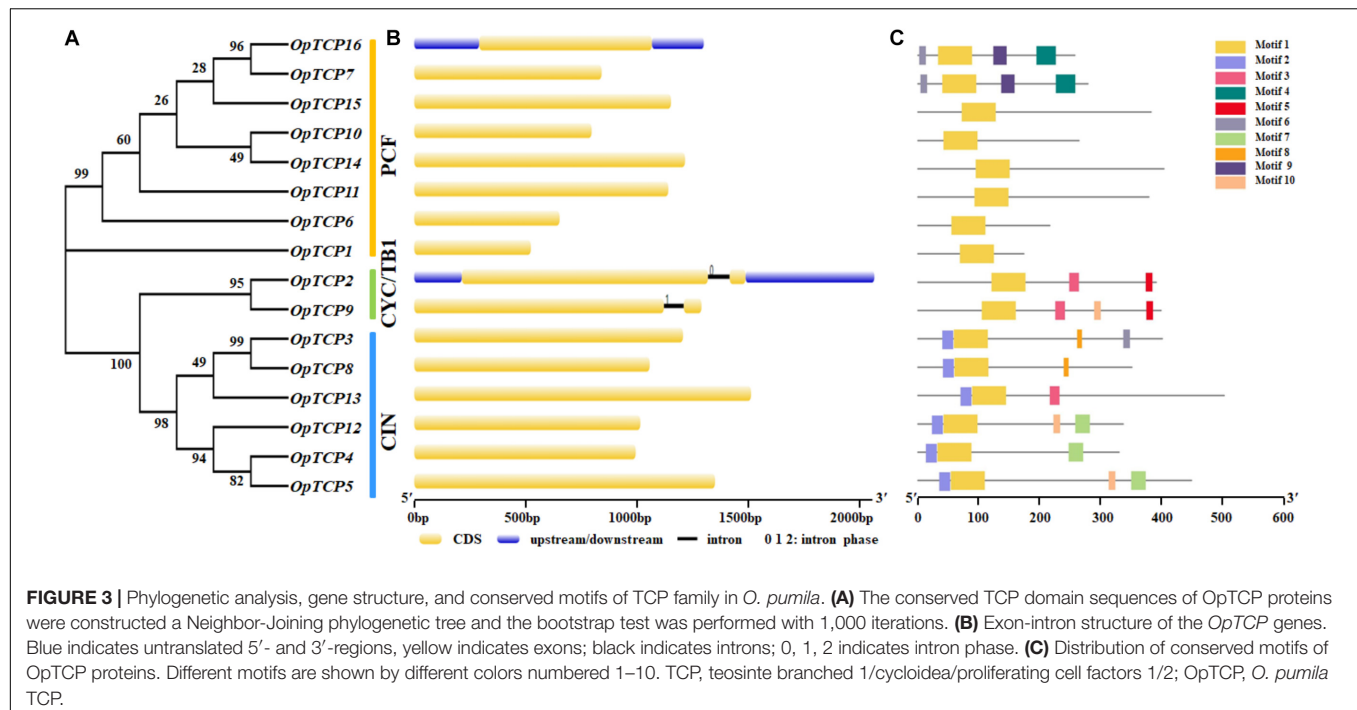 A
B
C
OpTCP16
OpTCP7
OpTCP15
OpTCP10
OpTCP14
OpTCP11
OpTCP6
OpTCP1
OpTCP2
OpTCP9
OpTCP3
OpTCP8
OpTCP13
OpTCP12
OpTCP4
OpTCP5
96
28
26
60
49
99
95
100
99
49
98
94
82
PCF
CYC/TB1
CIN
0
1
5′ 3′
0bp 500bp 1000bp 1500bp 2000bp
CDS upstream/downstream intron 0 1 2: intron phase
Motif 1
Motif 2
Motif 3
Motif 4
Motif 5
Motif 6
Motif 7
Motif 8
Motif 9
Motif 10
5′ 3′
0 100 200 300 400 500 600
FIGURE 3 | Phylogenetic analysis, gene structure, and conserved motifs of TCP family in O. pumila. (A) The conserved TCP domain sequences of OpTCP proteins
were constructed a Neighbor-Joining phylogenetic tree and the bootstrap test was performed with 1,000 iterations. (B) Exon-intron structure of the OpTCP genes.
Blue indicates untranslated 5′- and 3′-regions, yellow indicates exons; black indicates introns; 0, 1, 2 indicates intron phase. (C) Distribution of conserved motifs of
OpTCP proteins. Different motifs are shown by different colors numbered 1–10. TCP, teosinte branched 1/cycloidea/proliferating cell factors 1/2; OpTCP, O. pumila
TCP.